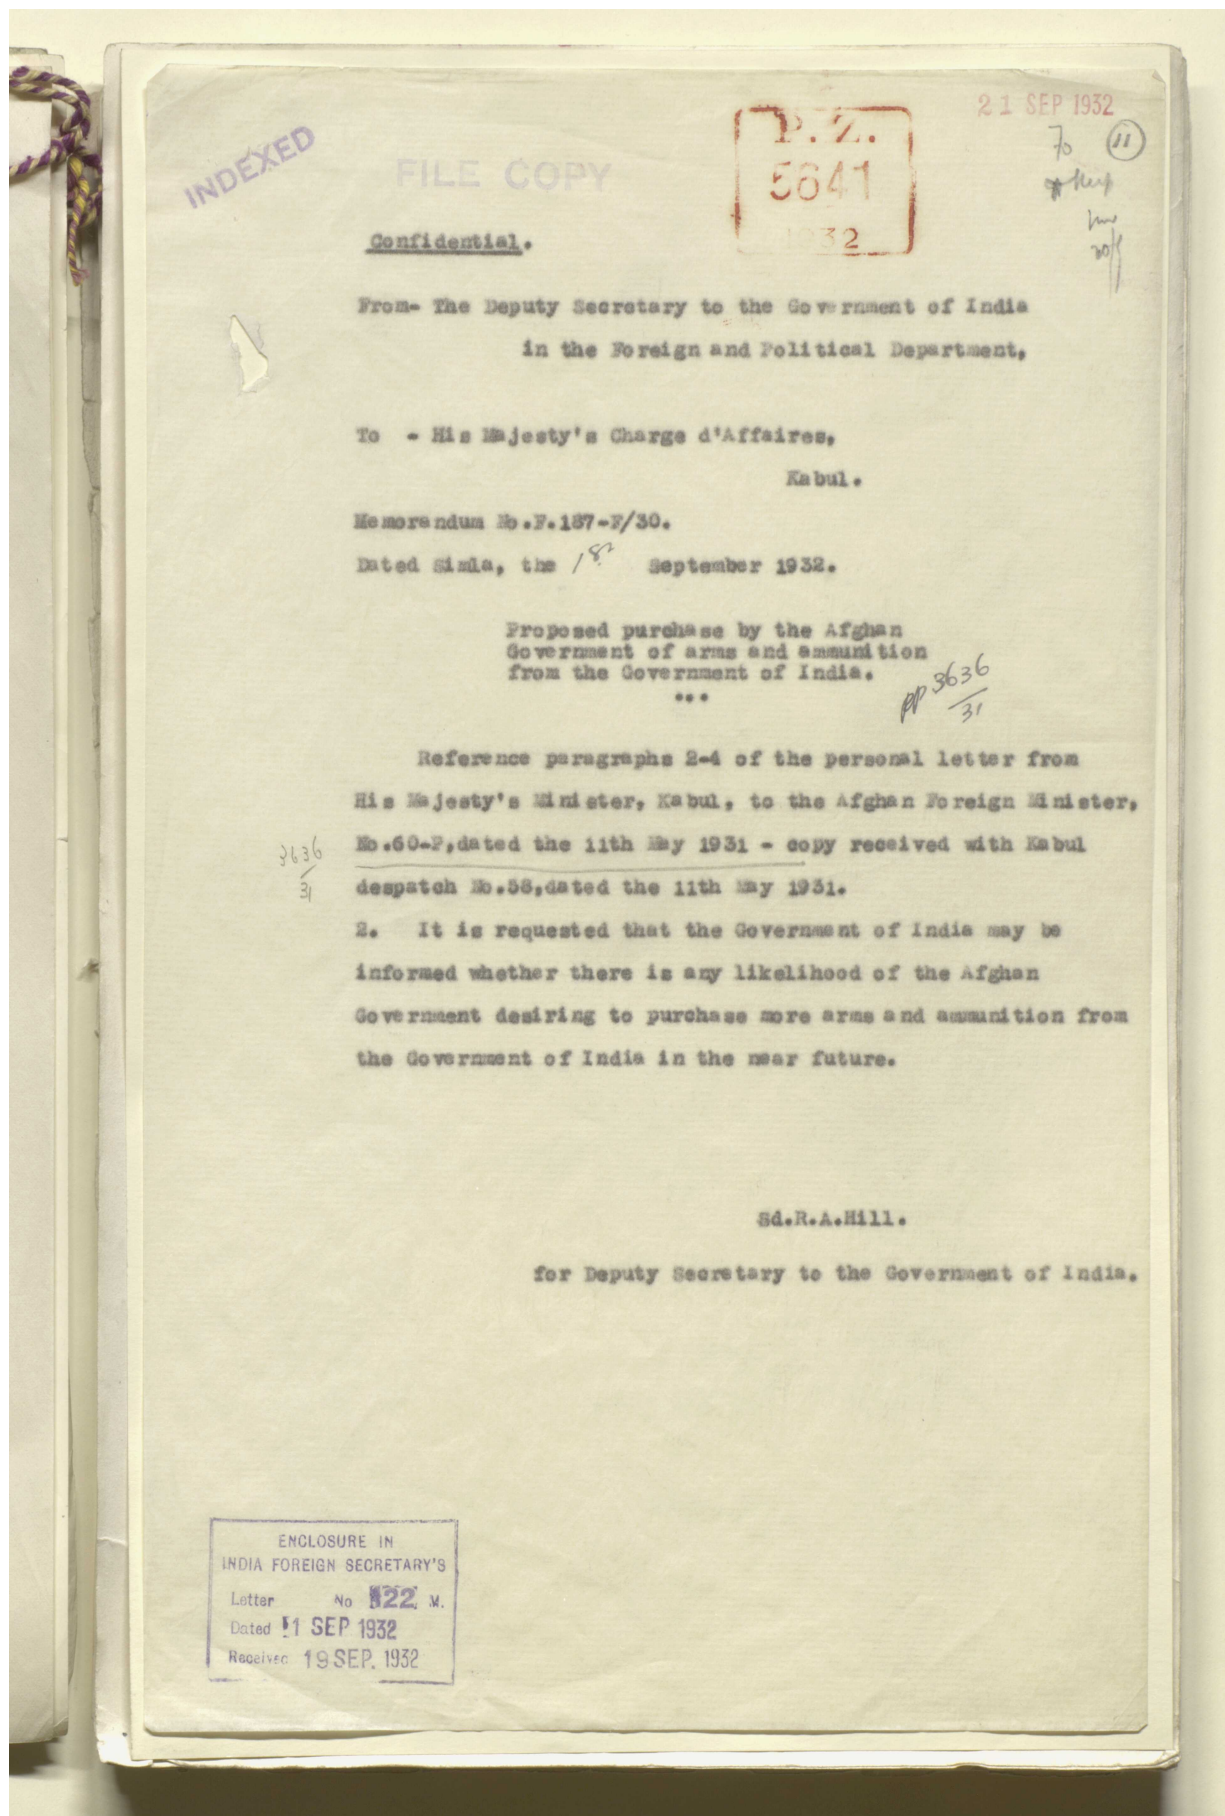 21 SEP 1932
INDEXED
FILE COPY
P. Z.
5641
1932
70
11
Confidential.
From- The Deputy Secretary to the Government of India
in the Foreign and Political Department,
To - His Majesty's Charge d'Affaires,
Kabul.
Memorandum No.F.187-F/30.
Dated Simla, the September 1932.
Proposed purchase by the Afghan
Government of arms and ammunition
from the Government of India.
...
PP 3636
31
Reference paragraphs 2-4 of the personal letter from
His Majesty's Minister, Kabul, to the Afghan Foreign Minister,
No.60-P,dated the 11th May 1931 - copy received with Kabul
3636
31
despatch No.58,dated the 11th May 1931.
2. It is requested that the Government of India may be
informed whether there is any likelihood of the Afghan
Government desiring to purchase more arms and ammunition from
the Government of India in the near future.
Sd.R.A.Hill.
for Deputy Secretary to the Government of India.
ENCLOSURE IN
INDIA FOREIGN SECRETARY'S
Letter No 122 M.
Dated 1 SEP 1932
Received 19 SEP. 1932